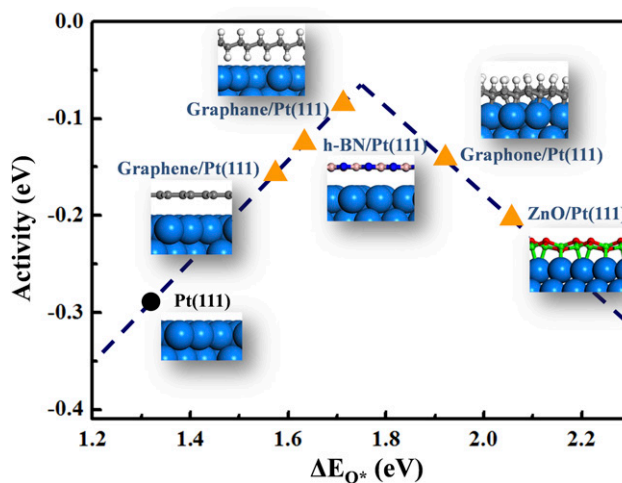 0.0
-0.1
-0.2
-0.3
-0.4
Activity (eV)
Graphane/Pt(111)
h-BN/Pt(111)
Graphene/Pt(111)
Graphone/Pt(111)
ZnO/Pt(111)
Pt(111)
1.2 1.4 1.6 1.8 2.0 2.2
ΔE_O* (eV)